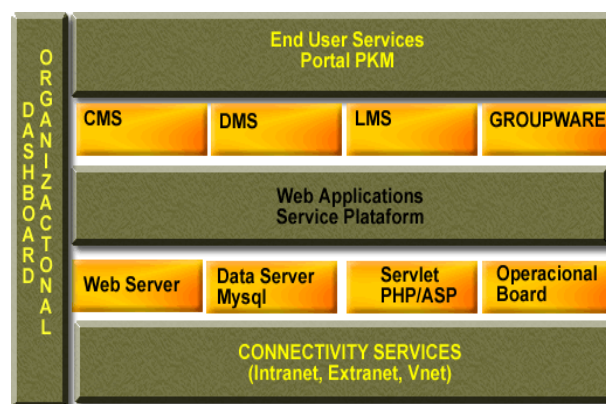 DASHBOARD
ORGANIZACTONAL
End User Services
Portal PKM
CMS
DMS
LMS
GROUPWARE
Web Applications
Service Plataform
Web Server
Data Server
Mysql
Servlet
PHP/ASP
Operacional
Board
CONNECTIVITY SERVICES
(Intranet, Extranet, Vnet)